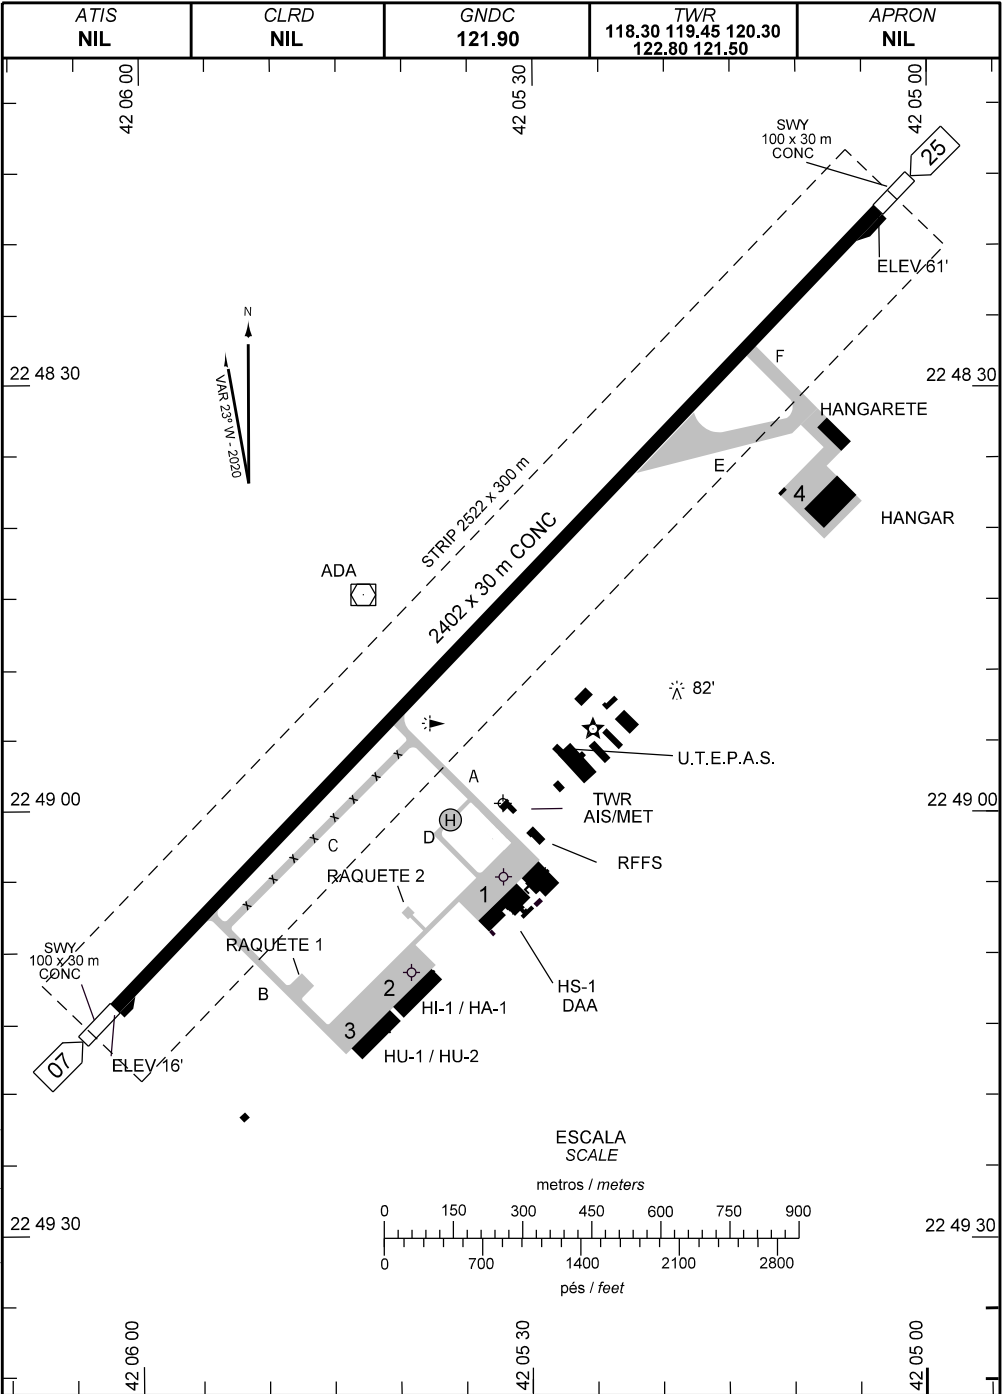 ATIS
NIL
CLRD
NIL
GNDC
121.90
TWR
118.30 119.45 120.30
122.80 121.50
APRON
NIL
42 06 00
42 05 30
42 05 00
SWY
100 x 30 m
CONC
25
ELEV 61'
N
VAR 23° W - 2020
22 48 30
22 48 30
F
HANGARETE
E
4
HANGAR
STRIP 2522 x 300 m
2402 x 30 m CONC
ADA
82'
U.T.E.P.A.S.
A
22 49 00
22 49 00
TWR
AIS/MET
H
D
C
RFFS
RAQUETE 2
1
RAQUETE 1
SWY
100 x 30 m
CONC
B
2
HS-1
DAA
HI-1 / HA-1
3
HU-1 / HU-2
07
ELEV 16'
ESCALA
SCALE
metros / meters
0 150 300 450 600 750 900
0 700 1400 2100 2800
pés / feet
22 49 30
22 49 30
42 06 00
42 05 30
42 05 00